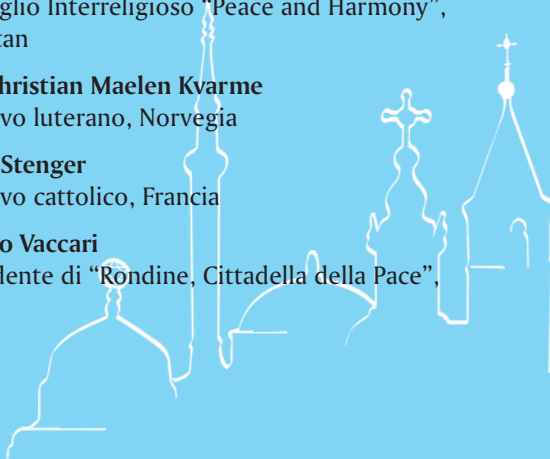 glio Interreligioso “Peace and Harmony”,
tan
hristian Maelen Kvarme
vo luterano, Norvegia
Stenger
vo cattolico, Francia
o Vaccari
dente di “Rondine, Cittadella della Pace”,